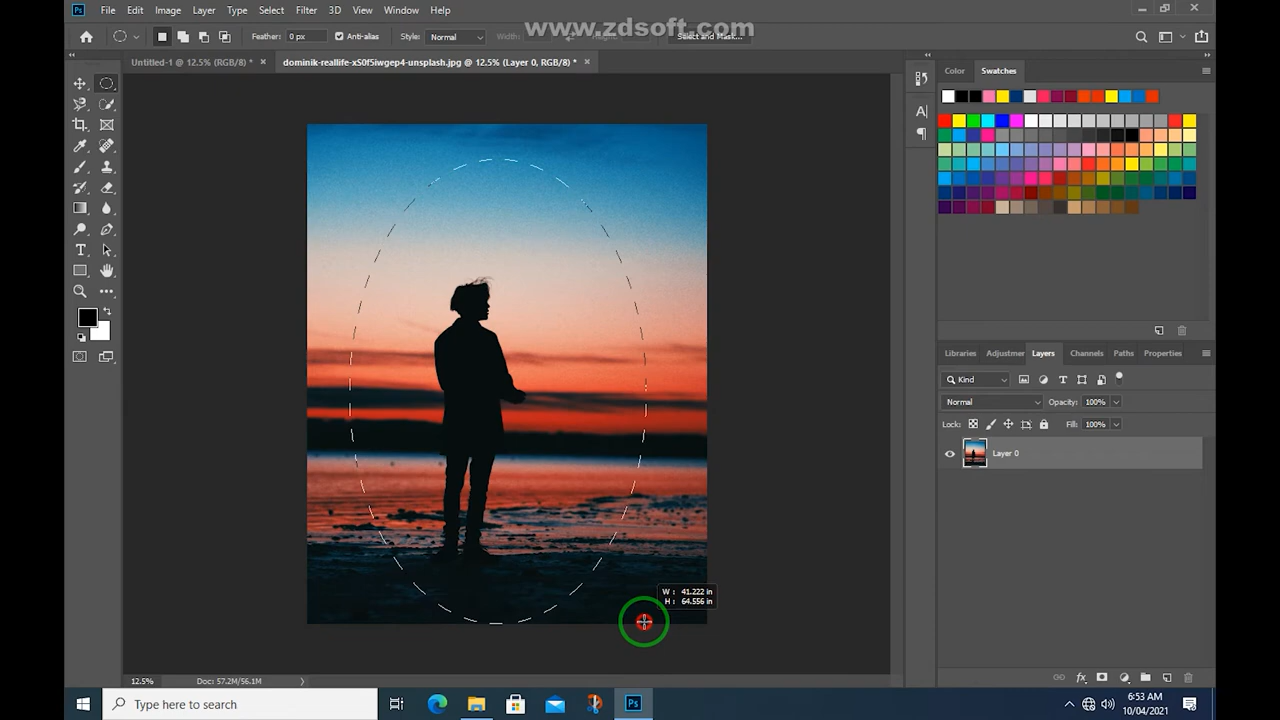 Ps File Edit Image Layer Type Select Filter 3D View Window Help
www.zdsoft.com
Feather: 0 px Anti-alias Style: Normal Width: Select and Mask...
Untitled-1 @ 12.5% (RGB/8) * × dominik-reallife-xS0f5iwgep4-unsplash.jpg @ 12.5% (Layer 0, RGB/8) * ×
Color Swatches
W : 41.222 in
H : 64.556 in
Libraries Adjustmer Layers Channels Paths Properties
Kind
Normal Opacity: 100%
Lock: Fill: 100%
Layer 0
12.5% Doc: 57.2M/56.1M
Type here to search
Ps
6:53 AM
10/04/2021